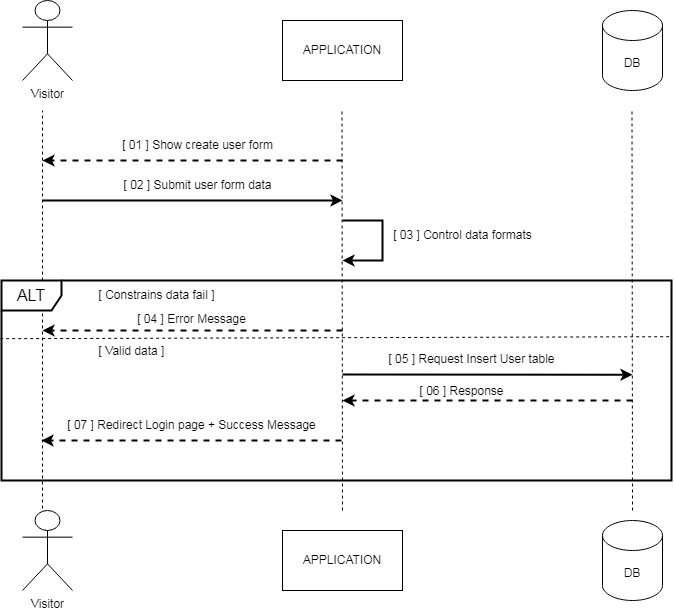 Visitor
APPLICATION
DB
[ 01 ] Show create user form
[ 02 ] Submit user form data
[ 03 ] Control data formats
ALT
[ Constrains data fail ]
[ 04 ] Error Message
[ Valid data ]
[ 05 ] Request Insert User table
[ 06 ] Response
[ 07 ] Redirect Login page + Success Message
Visitor
APPLICATION
DB